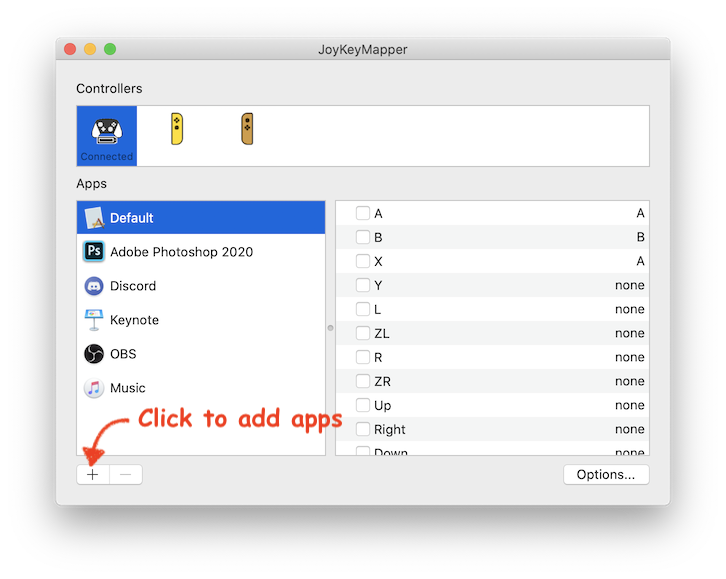 JoyKeyMapper
Controllers
Connected
Apps
Default
Ps Adobe Photoshop 2020
Discord
Keynote
OBS
Music
Click to add apps
A A
B B
X A
Y none
L none
ZL none
R none
ZR none
Up none
Right none
Down none
+ −
Options...